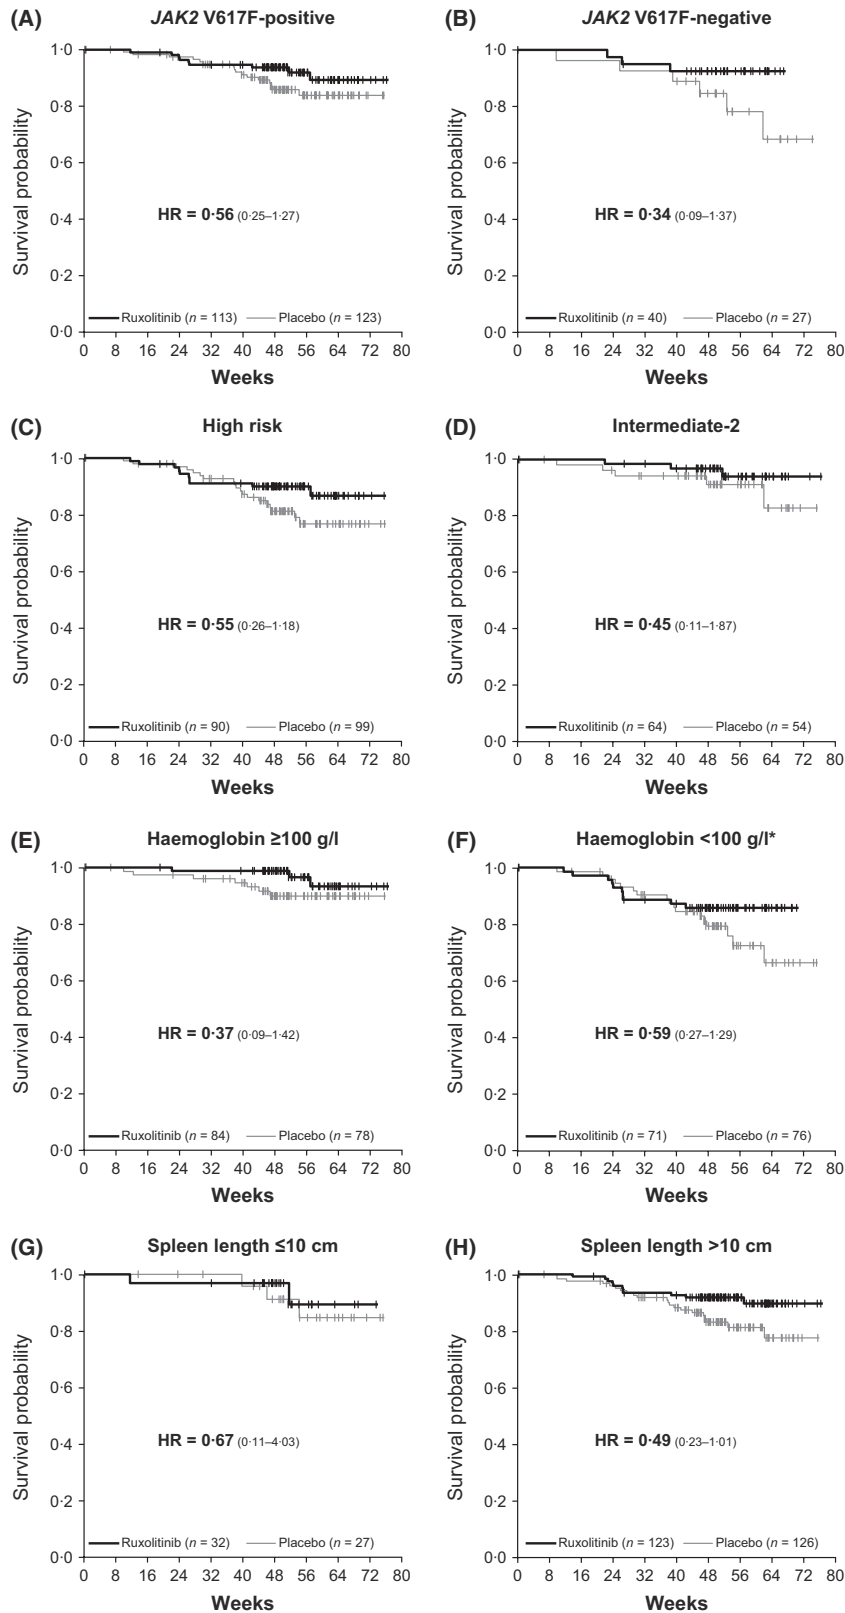 (A) JAK2 V617F-positive
Survival probability
1·0
0·8
0·6
0·4
0·2
0·0
HR = 0·56 (0·25–1·27)
Ruxolitinib (n = 113) Placebo (n = 123)
0 8 16 24 32 40 48 56 64 72 80
Weeks
(B) JAK2 V617F-negative
Survival probability
1·0
0·8
0·6
0·4
0·2
0·0
HR = 0·34 (0·09–1·37)
Ruxolitinib (n = 40) Placebo (n = 27)
0 8 16 24 32 40 48 56 64 72 80
Weeks
(C) High risk
Survival probability
1·0
0·8
0·6
0·4
0·2
0·0
HR = 0·55 (0·26–1·18)
Ruxolitinib (n = 90) Placebo (n = 99)
0 8 16 24 32 40 48 56 64 72 80
Weeks
(D) Intermediate-2
Survival probability
1·0
0·8
0·6
0·4
0·2
0·0
HR = 0·45 (0·11–1·87)
Ruxolitinib (n = 64) Placebo (n = 54)
0 8 16 24 32 40 48 56 64 72 80
Weeks
(E) Haemoglobin ≥100 g/l
Survival probability
1·0
0·8
0·6
0·4
0·2
0·0
HR = 0·37 (0·09–1·42)
Ruxolitinib (n = 84) Placebo (n = 78)
0 8 16 24 32 40 48 56 64 72 80
Weeks
(F) Haemoglobin <100 g/l*
Survival probability
1·0
0·8
0·6
0·4
0·2
0·0
HR = 0·59 (0·27–1·29)
Ruxolitinib (n = 71) Placebo (n = 76)
0 8 16 24 32 40 48 56 64 72 80
Weeks
(G) Spleen length ≤10 cm
Survival probability
1·0
0·8
0·6
0·4
0·2
0·0
HR = 0·67 (0·11–4·03)
Ruxolitinib (n = 32) Placebo (n = 27)
0 8 16 24 32 40 48 56 64 72 80
Weeks
(H) Spleen length >10 cm
Survival probability
1·0
0·8
0·6
0·4
0·2
0·0
HR = 0·49 (0·23–1·01)
Ruxolitinib (n = 123) Placebo (n = 126)
0 8 16 24 32 40 48 56 64 72 80
Weeks